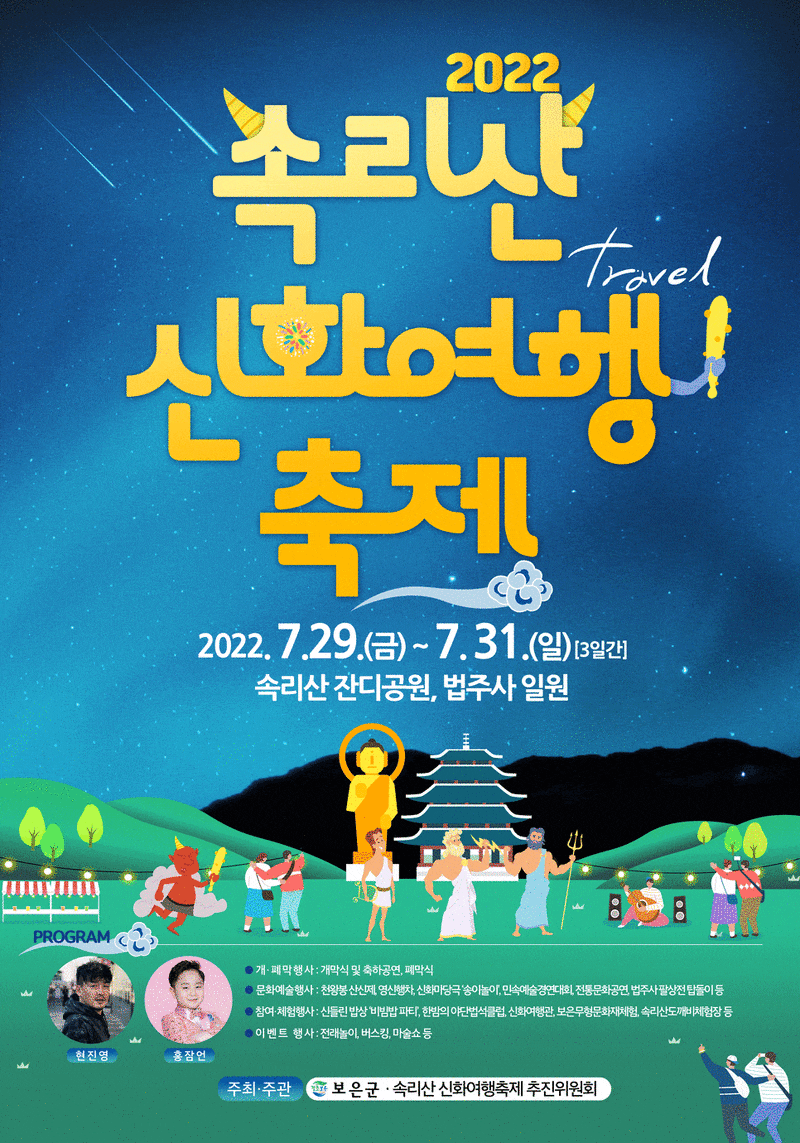 2022
속리산
Travel
신화여행
축제
2022. 7.29.(금) ~ 7. 31.(일)[3일간]
속리산 잔디공원, 법주사 일원
PROGRAM
개·폐막행사 : 개막식 및 축하공연, 폐막식
문화예술행사 : 천왕봉 산신제, 영신행차, 신화마당극 '송이놀이', 민속예술경연대회, 전통문화공연, 법주사 팔상전 탑돌이 등
참여·체험행사 : 신들린 밥상 '비빔밥 파티', 한밤의 야단법석클럽, 신화여행관, 보은무형문화재체험, 속리산도깨비체험장 등
이벤트 행사 : 전래놀이, 버스킹, 마술쇼 등
현진영
홍잠언
주최·주관 보은군 · 속리산 신화여행축제 추진위원회